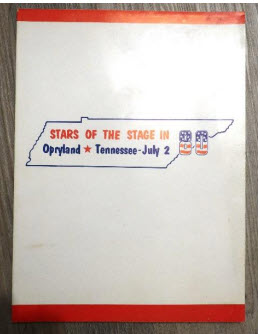 STARS OF THE STAGE IN
Opryland ★ Tennessee-July 2